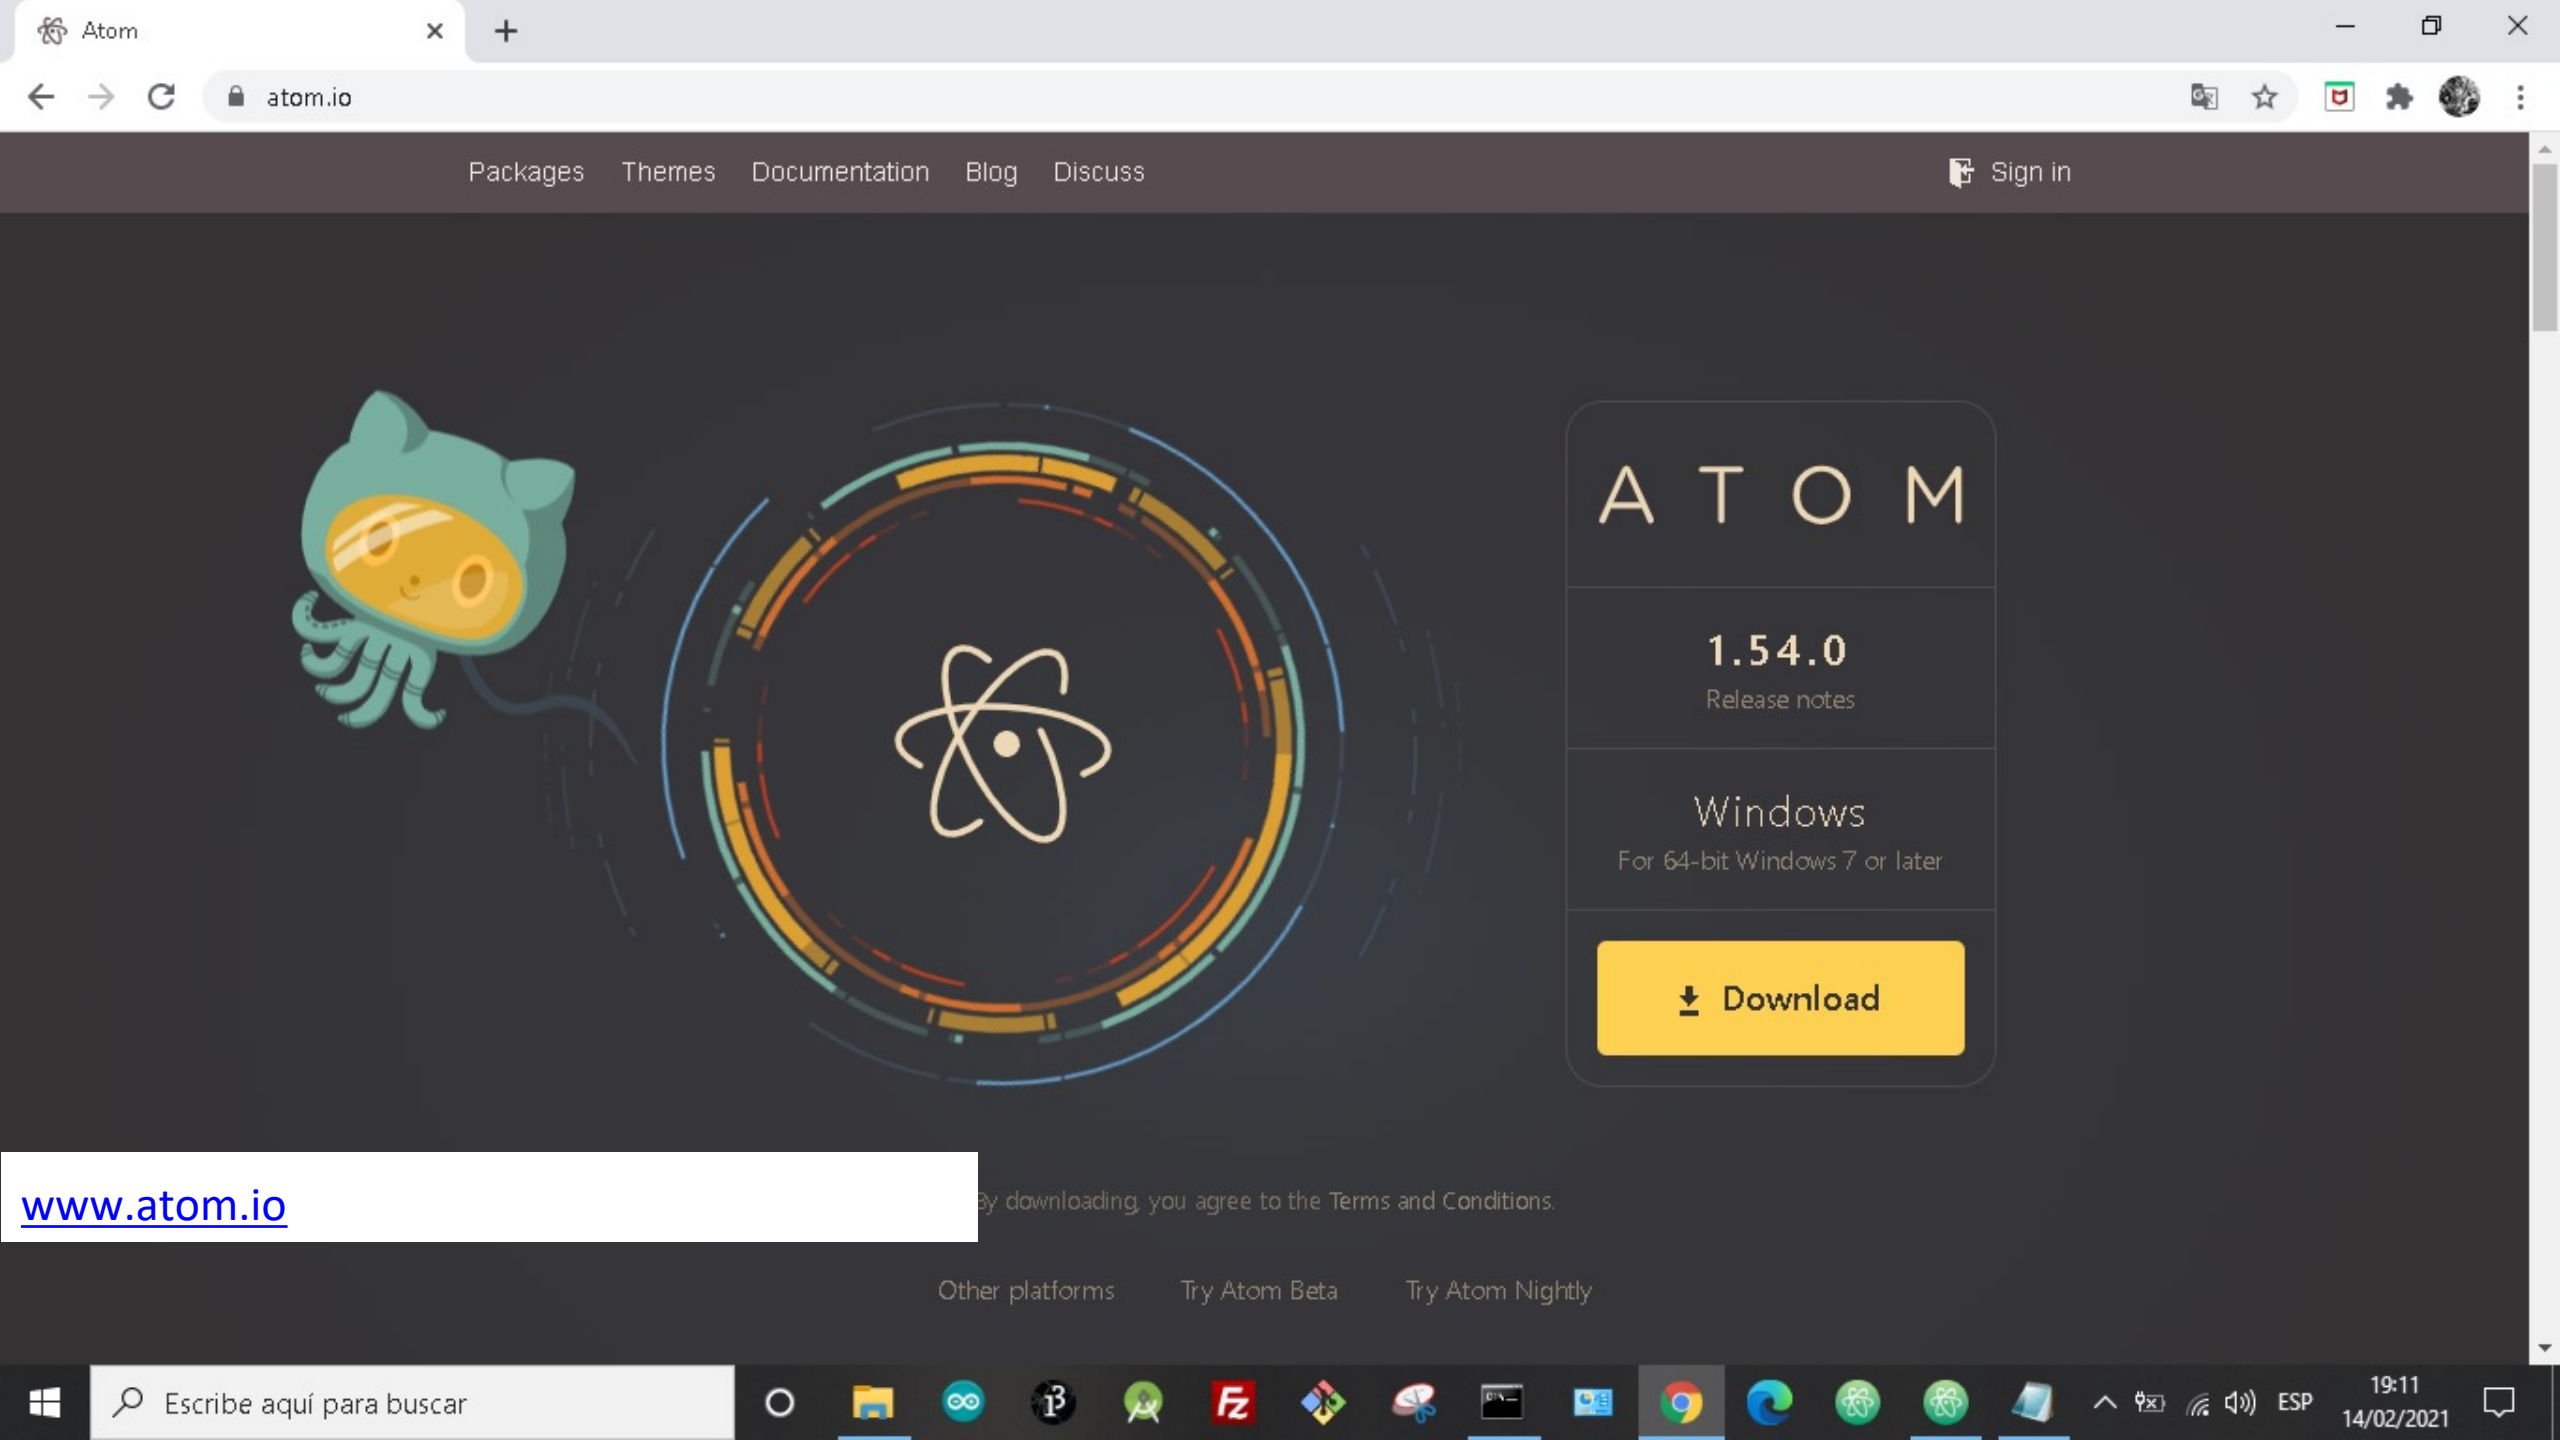 Atom
atom.io
Packages Themes Documentation Blog Discuss Sign in
ATOM
1.54.0
Release notes
Windows
For 64-bit Windows 7 or later
Download
www.atom.io
By downloading, you agree to the Terms and Conditions.
Other platforms Try Atom Beta Try Atom Nightly
Escribe aquí para buscar
ESP
19:11
14/02/2021